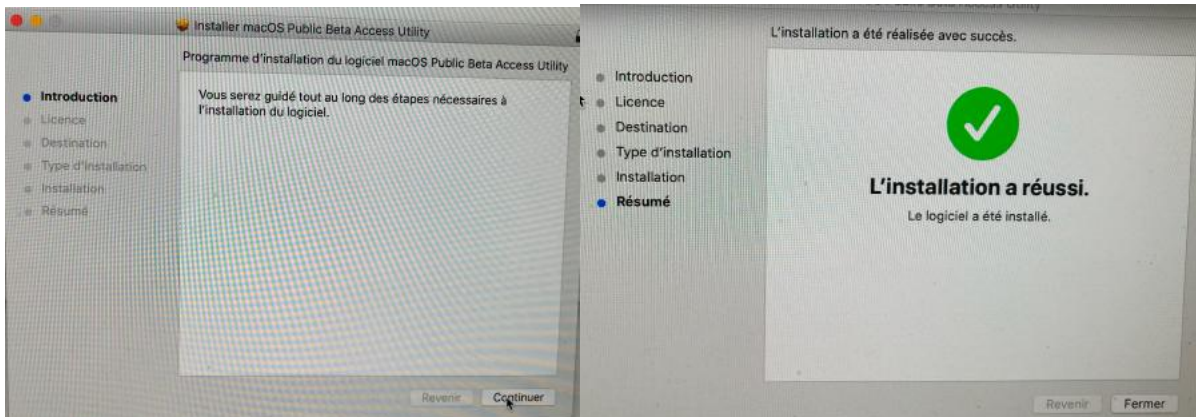 Installer macOS Public Beta Access Utility
Programme d'installation du logiciel macOS Public Beta Access Utility
Introduction
Licence
Destination
Type d'installation
Installation
Résumé
Vous serez guidé tout au long des étapes nécessaires à
l'installation du logiciel.
Revenir Continuer
L'installation a été réalisée avec succès.
Introduction
Licence
Destination
Type d'installation
Installation
Résumé
L'installation a réussi.
Le logiciel a été installé.
Revenir Fermer